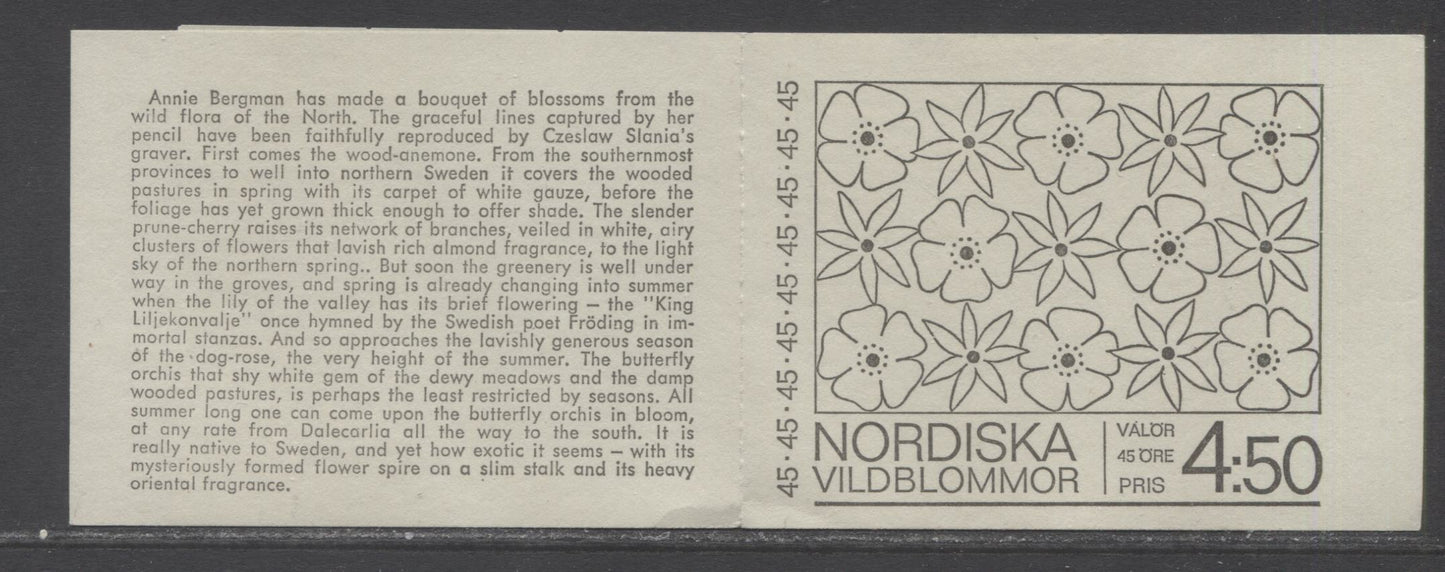 Annie Bergman has made a bouquet of blossoms from the
wild flora of the North. The graceful lines captured by her
pencil have been faithfully reproduced by Czeslaw Slania's
graver. First comes the wood-anemone. From the southernmost
provinces to well into northern Sweden it covers the wooded
pastures in spring with its carpet of white gauze, before the
foliage has yet grown thick enough to offer shade. The slender
prune-cherry raises its network of branches, veiled in white, airy
clusters of flowers that lavish rich almond fragrance, to the light
sky of the northern spring.. But soon the greenery is well under
way in the groves, and spring is already changing into summer
when the lily of the valley has its brief flowering – the "King
Liljekonvalje" once hymned by the Swedish poet Fröding in im-
mortal stanzas. And so approaches the lavishly generous season
of the dog-rose, the very height of the summer. The butterfly
orchis that shy white gem of the dewy meadows and the damp
wooded pastures, is perhaps the least restricted by seasons. All
summer long one can come upon the butterfly orchis in bloom,
at any rate from Dalecarlia all the way to the south. It is
really native to Sweden, and yet how exotic it seems – with its
mysteriously formed flower spire on a slim stalk and its heavy
oriental fragrance.
45·45·45·45·45·45·45·45
NORDISKA
VILDBLOMMOR
VALÖR
45 ÖRE
PRIS
4:50